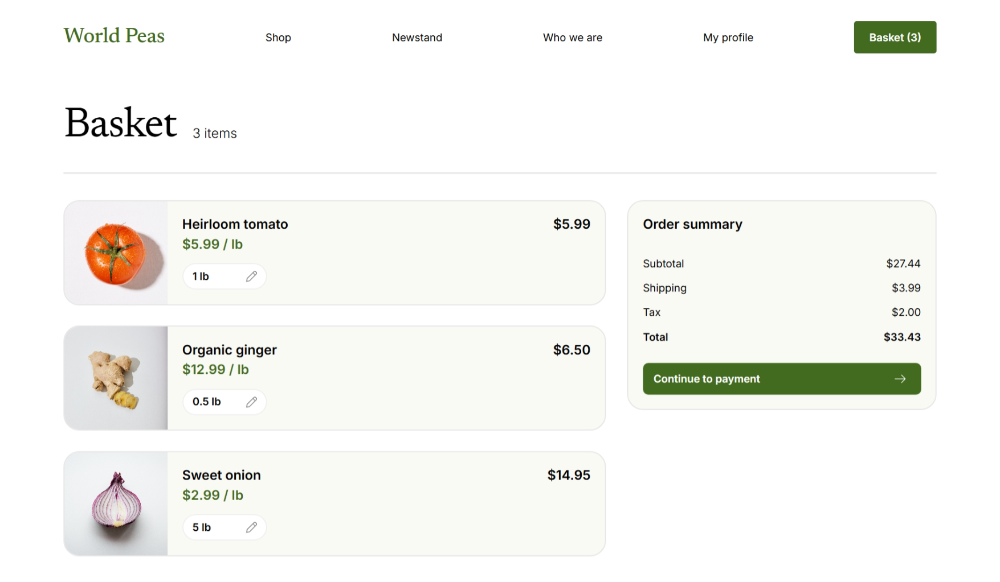 World Peas
Shop
Newstand
Who we are
My profile
Basket (3)
Basket
3 items
Heirloom tomato
$5.99
$5.99 / lb
1 lb
Organic ginger
$6.50
$12.99 / lb
0.5 lb
Sweet onion
$14.95
$2.99 / lb
5 lb
Order summary
Subtotal $27.44
Shipping $3.99
Tax $2.00
Total $33.43
Continue to payment